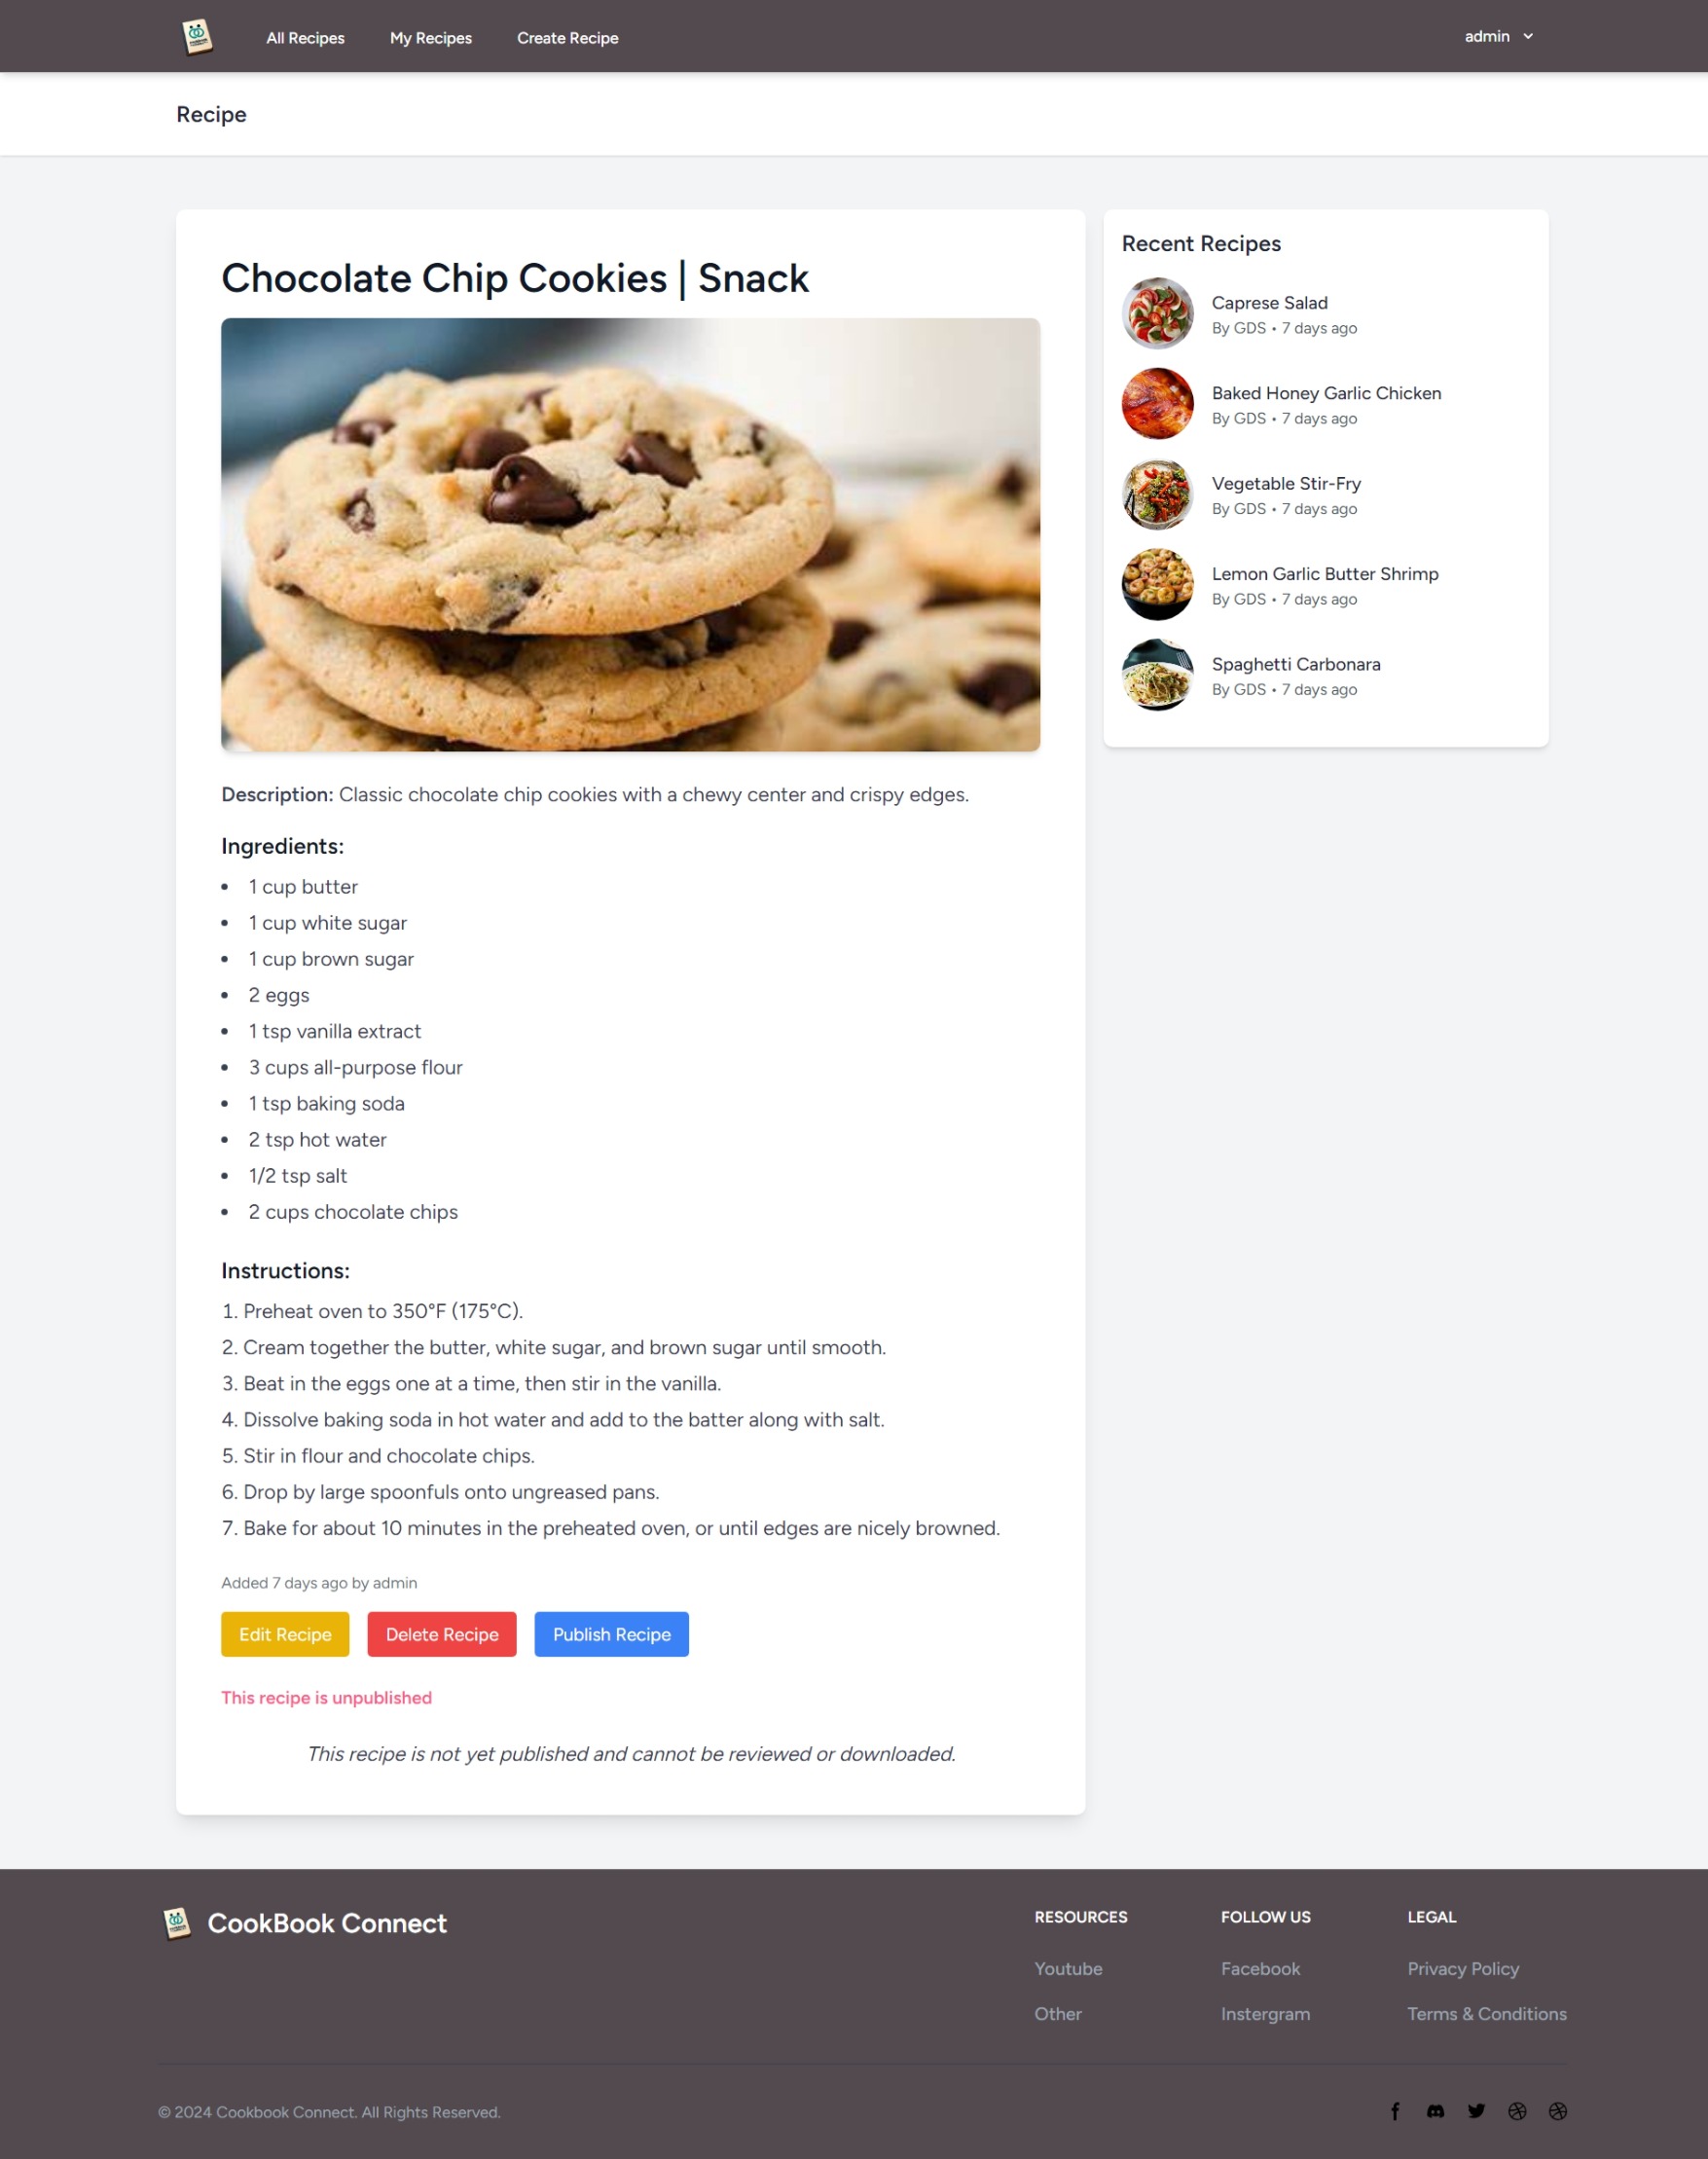 All Recipes
My Recipes
Create Recipe
admin
Recipe
Chocolate Chip Cookies | Snack
Description: Classic chocolate chip cookies with a chewy center and crispy edges.
Ingredients:
• 1 cup butter
• 1 cup white sugar
• 1 cup brown sugar
• 2 eggs
• 1 tsp vanilla extract
• 3 cups all-purpose flour
• 1 tsp baking soda
• 2 tsp hot water
• 1/2 tsp salt
• 2 cups chocolate chips
Instructions:
1. Preheat oven to 350°F (175°C).
2. Cream together the butter, white sugar, and brown sugar until smooth.
3. Beat in the eggs one at a time, then stir in the vanilla.
4. Dissolve baking soda in hot water and add to the batter along with salt.
5. Stir in flour and chocolate chips.
6. Drop by large spoonfuls onto ungreased pans.
7. Bake for about 10 minutes in the preheated oven, or until edges are nicely browned.
Added 7 days ago by admin
Edit Recipe
Delete Recipe
Publish Recipe
This recipe is unpublished
This recipe is not yet published and cannot be reviewed or downloaded.
Recent Recipes
Caprese Salad
By GDS • 7 days ago
Baked Honey Garlic Chicken
By GDS • 7 days ago
Vegetable Stir-Fry
By GDS • 7 days ago
Lemon Garlic Butter Shrimp
By GDS • 7 days ago
Spaghetti Carbonara
By GDS • 7 days ago
CookBook Connect
RESOURCES
Youtube
Other
FOLLOW US
Facebook
Instergram
LEGAL
Privacy Policy
Terms & Conditions
© 2024 Cookbook Connect. All Rights Reserved.